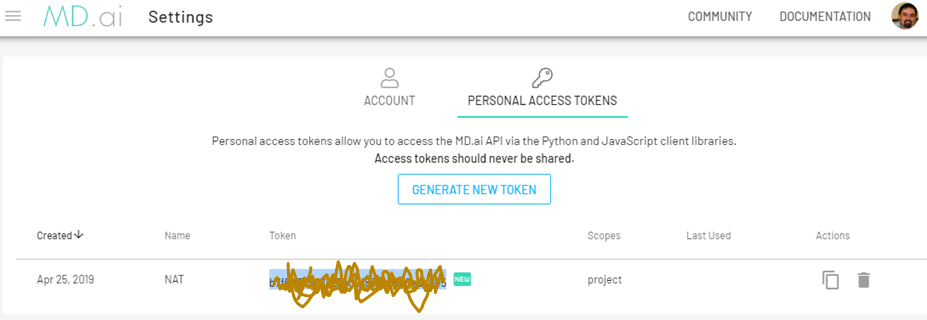 MD.ai Settings COMMUNITY DOCUMENTATION
ACCOUNT PERSONAL ACCESS TOKENS
Personal access tokens allow you to access the MD.ai API via the Python and JavaScript client libraries.
Access tokens should never be shared.
GENERATE NEW TOKEN
Created Name Token Scopes Last Used Actions
Apr 25, 2019 NAT NEW project